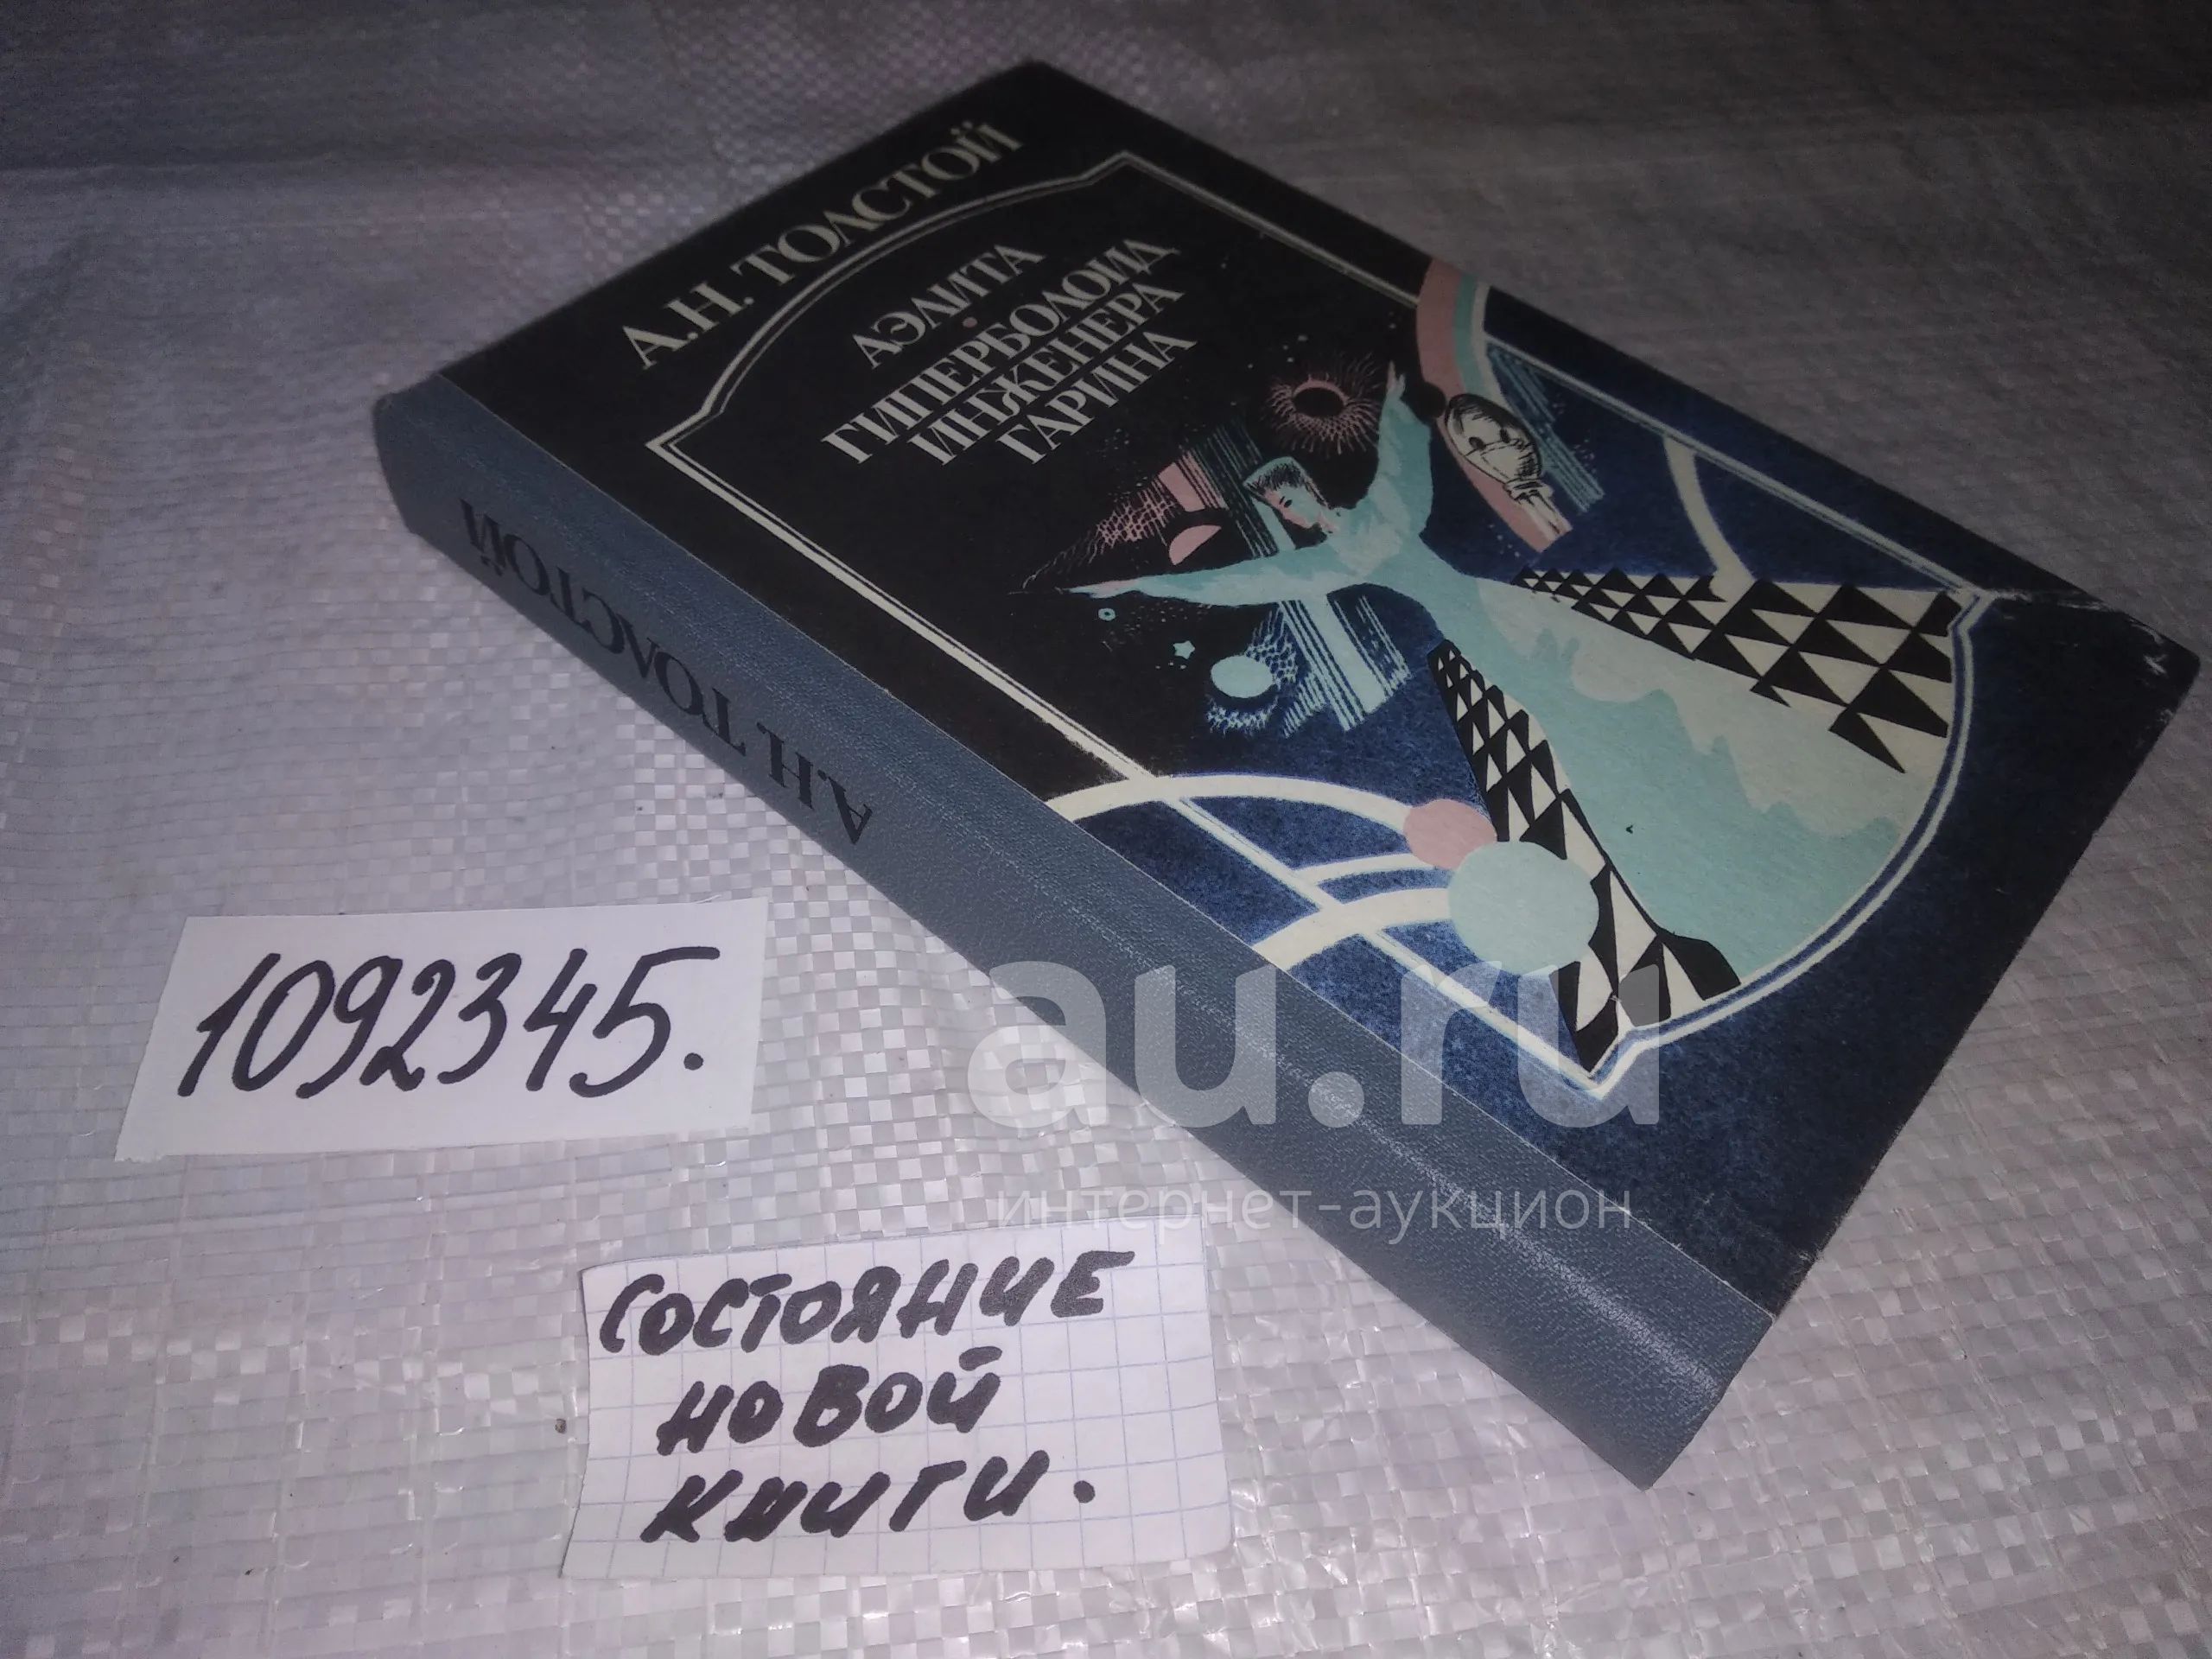 А.Н. ТОЛСТОЙ
АЭЛИТА
ГИПЕРБОЛОИД
ИНЖЕНЕРА
ГАРИНА
А.Н. ТОЛСТОЙ
1092345.
au.ru
интернет-аукцион
СОСТОЯНИЕ
НОВОЙ
КНИГИ.